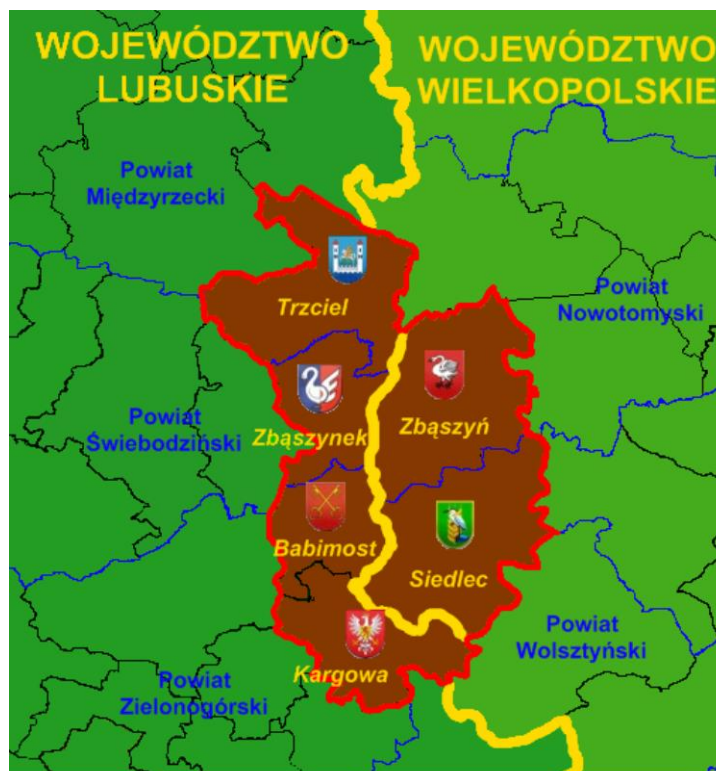 WOJEWÓDZTWO
LUBUSKIE
WOJEWÓDZTWO
WIELKOPOLSKIE
Powiat
Międzyrzecki
Trzciel
Powiat
Nowotomyski
Powiat
Świebodziński
Zbąszynek
Zbąszyń
Babimost
Siedlec
Powiat
Wolsztyński
Kargowa
Powiat
Zielonogórski